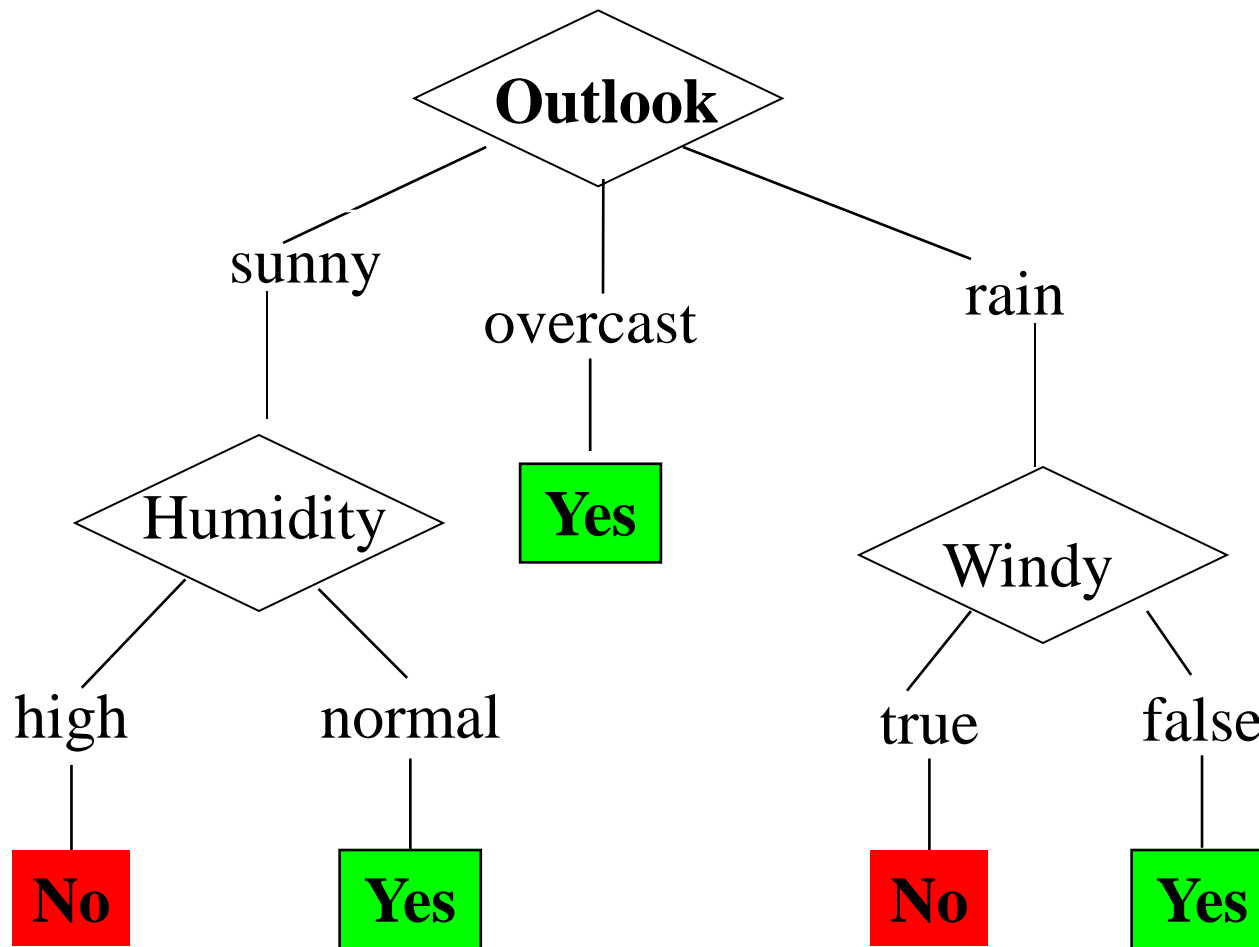 Outlook
sunny
overcast
rain
Humidity
Yes
Windy
high
normal
true
false
No
Yes
No
Yes